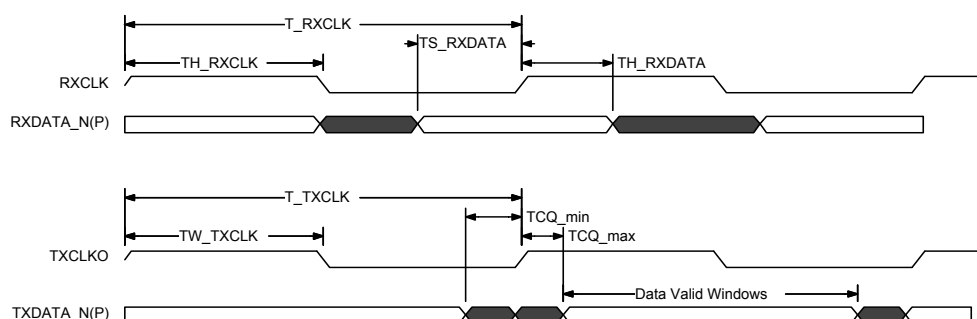 T_RXCLK
TS_RXDATA
TH_RXCLK
TH_RXDATA
RXCLK
RXDATA_N(P)
T_TXCLK
TCQ_min
TW_TXCLK
TCQ_max
TXCLKO
Data Valid Windows
TXDATA_N(P)